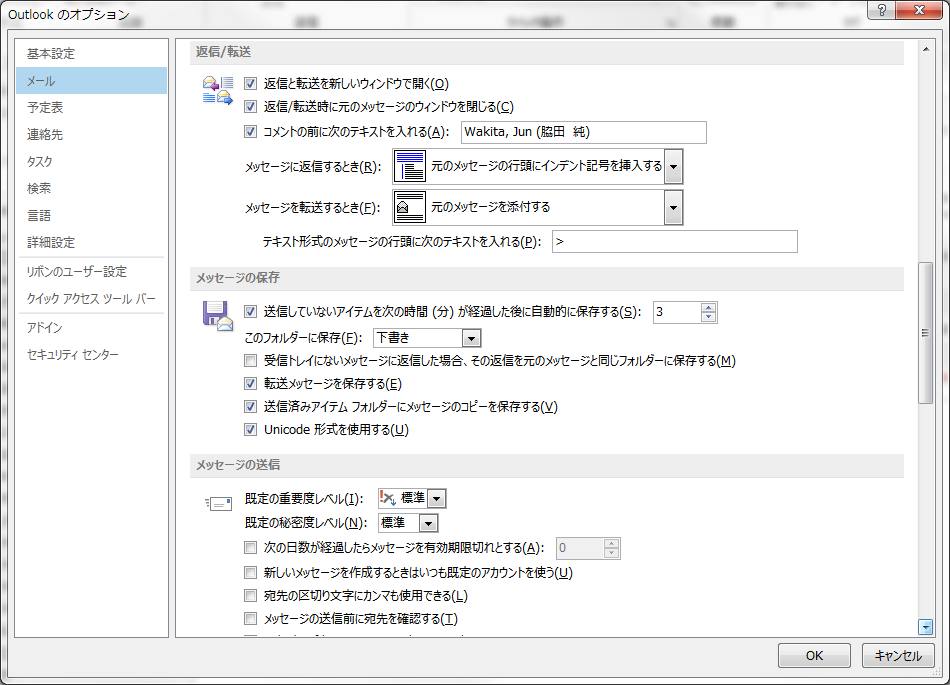 Outlook のオプション
基本設定
メール
予定表
連絡先
タスク
検索
言語
詳細設定
リボンのユーザー設定
クイック アクセス ツール バー
アドイン
セキュリティ センター
返信/転送
返信と転送を新しいウィンドウで開く(O)
返信/転送時に元のメッセージのウィンドウを閉じる(C)
コメントの前に次のテキストを入れる(A): Wakita, Jun (脇田 純)
メッセージに返信するとき(R): 元のメッセージの行頭にインデント記号を挿入する
メッセージを転送するとき(F): 元のメッセージを添付する
テキスト形式のメッセージの行頭に次のテキストを入れる(P): >
メッセージの保存
送信していないアイテムを次の時間 (分) が経過した後に自動的に保存する(S): 3
このフォルダーに保存(F): 下書き
受信トレイにないメッセージに返信した場合、その返信を元のメッセージと同じフォルダーに保存する(M)
転送メッセージを保存する(E)
送信済みアイテム フォルダーにメッセージのコピーを保存する(V)
Unicode 形式を使用する(U)
メッセージの送信
既定の重要度レベル(I): 標準
既定の秘密度レベル(N): 標準
次の日数が経過したらメッセージを有効期限切れとする(A): 0
新しいメッセージを作成するときはいつも既定のアカウントを使う(U)
宛先の区切り文字にカンマも使用できる(L)
メッセージの送信前に宛先を確認する(T)
OK
キャンセル